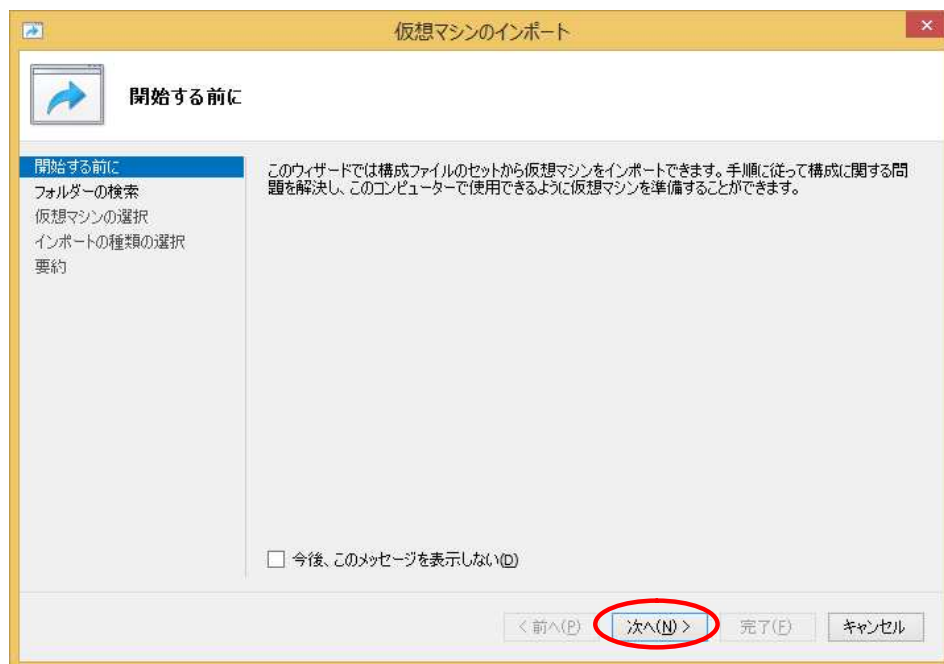 仮想マシンのインポート
開始する前に
開始する前に
フォルダーの検索
仮想マシンの選択
インポートの種類の選択
要約
このウィザードでは構成ファイルのセットから仮想マシンをインポートできます。手順に従って構成に関する問
題を解決し、このコンピューターで使用できるように仮想マシンを準備することができます。
今後、このメッセージを表示しない(D)
< 前へ(P) 次へ(N) > 完了(F) キャンセル